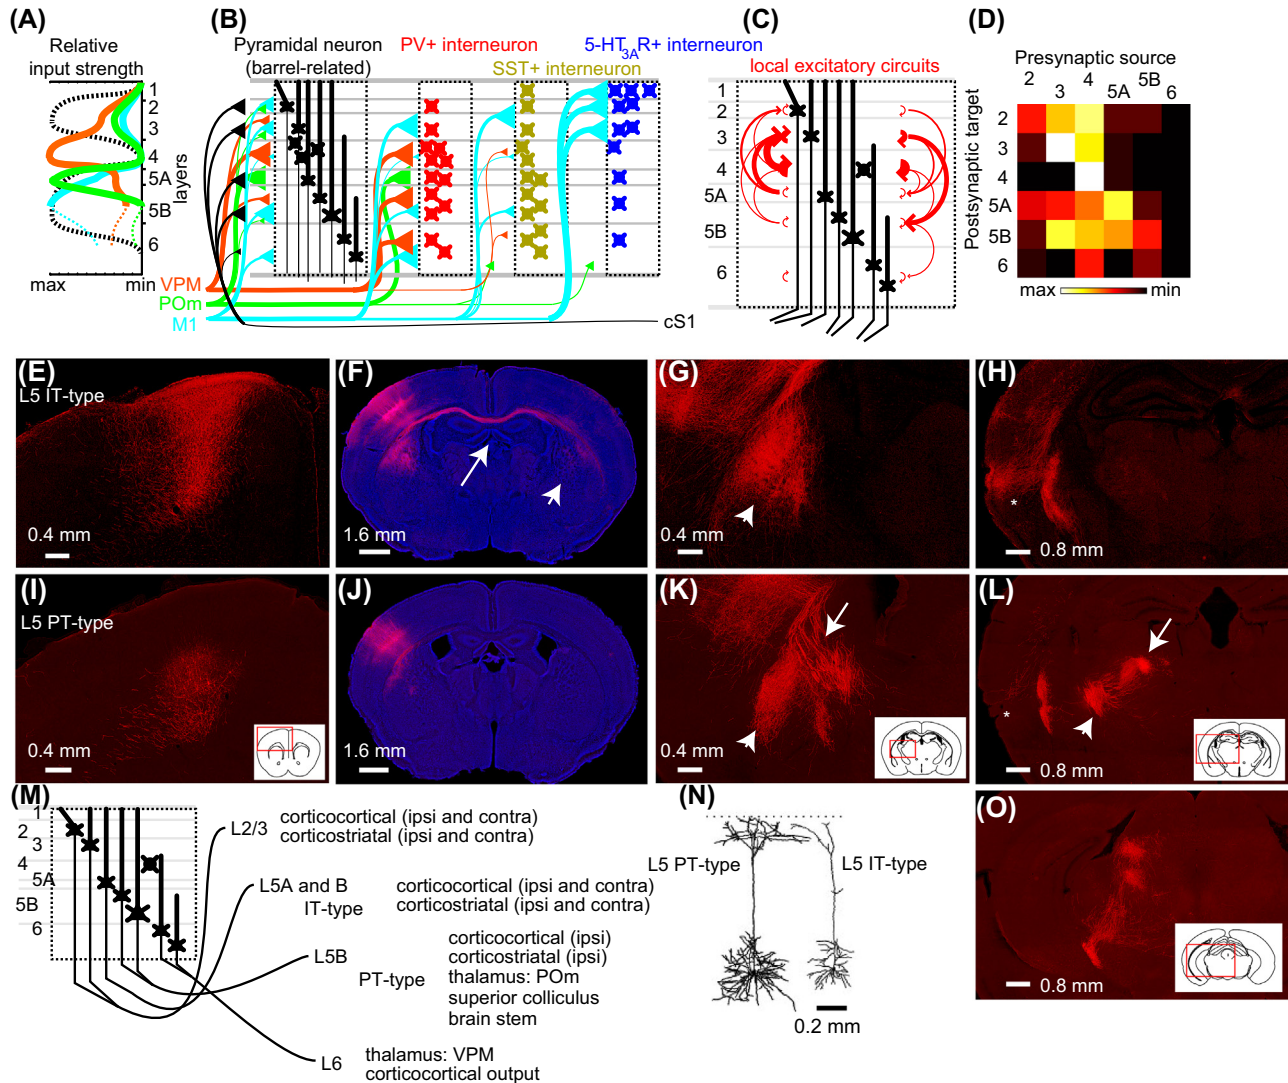 (A)
Relative
input strength
1
2
3
4
5A
5B
6
layers
max
min
(B)
Pyramidal neuron
(barrel-related)
PV+ interneuron
SST+ interneuron
5-HT3AR+ interneuron
VPM
POm
M1
cS1
(C)
local excitatory circuits
1
2
3
4
5A
5B
6
(D)
Presynaptic source
2
3
4
5A
5B
6
Postsynaptic target
2
3
4
5A
5B
6
max
min
(E)
L5 IT-type
0.4 mm
(F)
1.6 mm
(G)
0.4 mm
(H)
*
0.8 mm
(I)
L5 PT-type
0.4 mm
(J)
1.6 mm
(K)
0.4 mm
(L)
*
0.8 mm
(M)
1
2
3
4
5A
5B
6
L2/3
corticocortical (ipsi and contra)
corticostriatal (ipsi and contra)
L5A and B
IT-type
corticocortical (ipsi and contra)
corticostriatal (ipsi and contra)
L5B
PT-type
corticocortical (ipsi)
corticostriatal (ipsi)
thalamus: POm
superior colliculus
brain stem
L6
thalamus: VPM
corticocortical output
(N)
L5 PT-type
L5 IT-type
0.2 mm
(O)
0.8 mm